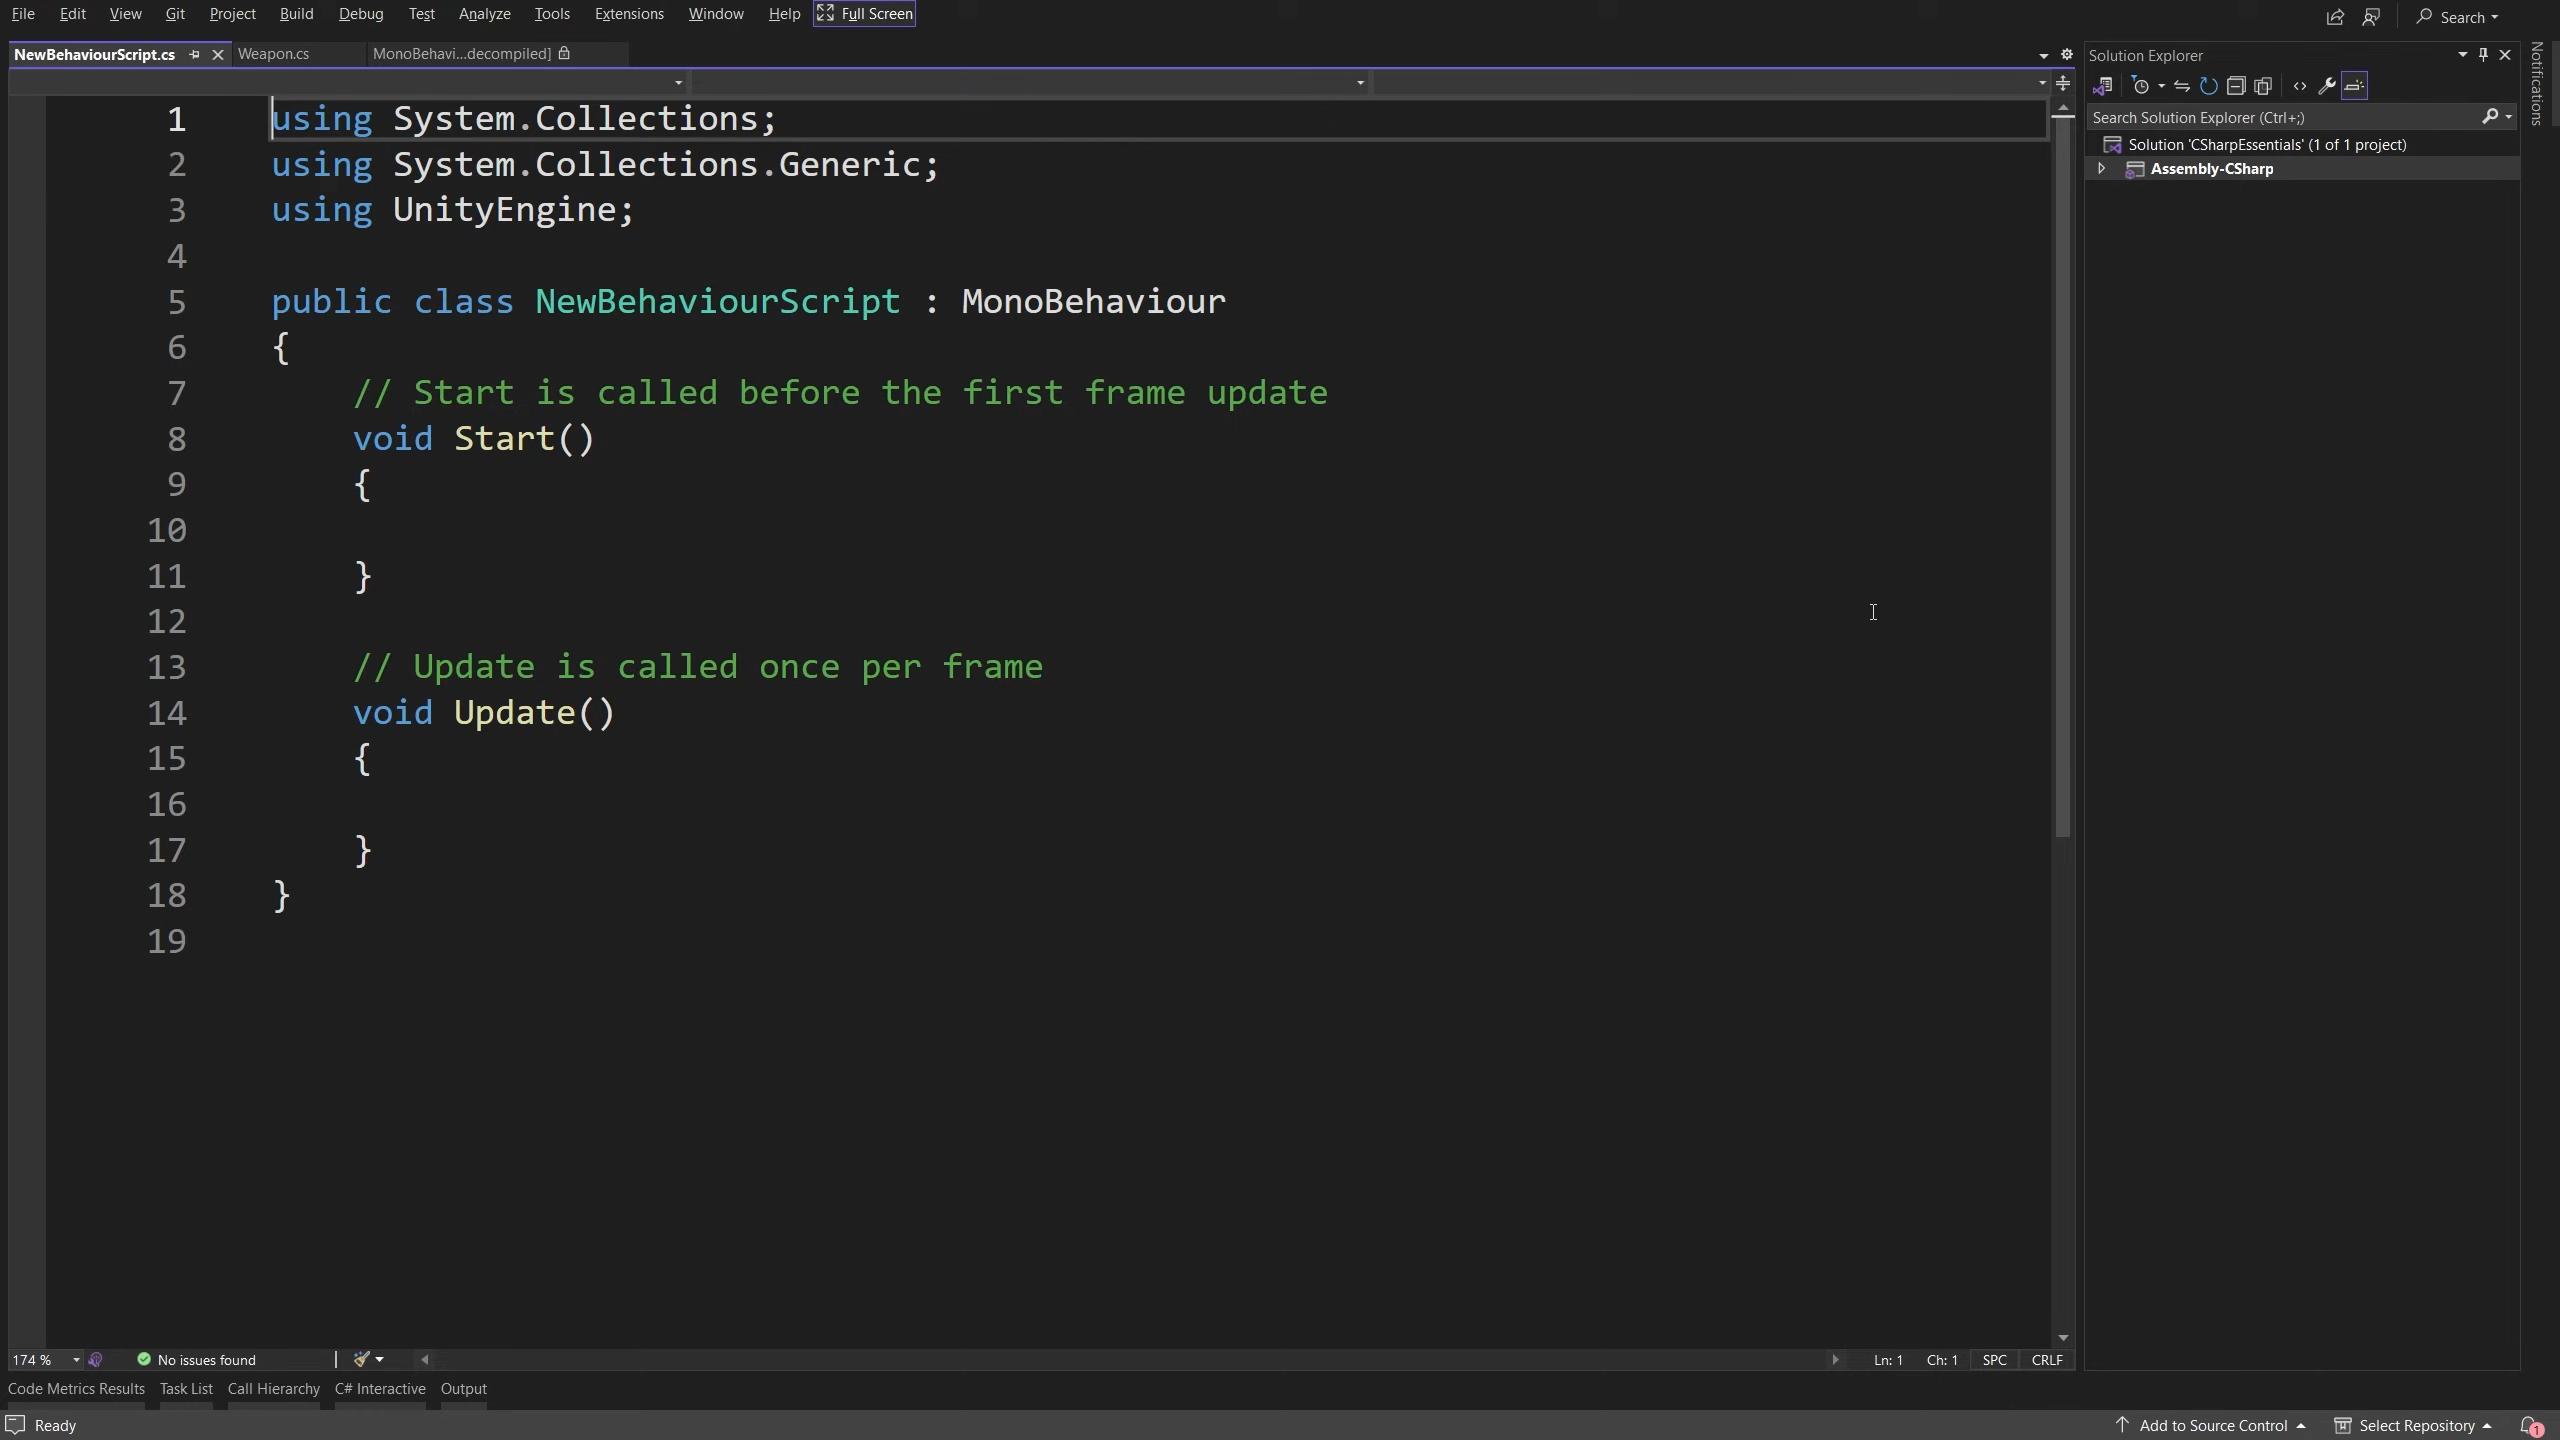 File Edit View Git Project Build Debug Test Analyze Tools Extensions Window Help Full Screen Search
NewBehaviourScript.cs Weapon.cs MonoBehavi...decompiled]
1 using System.Collections;
2 using System.Collections.Generic;
3 using UnityEngine;
4
5 public class NewBehaviourScript : MonoBehaviour
6 {
7 // Start is called before the first frame update
8 void Start()
9 {
10
11 }
12
13 // Update is called once per frame
14 void Update()
15 {
16
17 }
18 }
19
174 % No issues found Ln: 1 Ch: 1 SPC CRLF
Code Metrics Results Task List Call Hierarchy C# Interactive Output
Ready Add to Source Control Select Repository 1
Solution Explorer
Search Solution Explorer (Ctrl+;)
Solution 'CSharpEssentials' (1 of 1 project)
Assembly-CSharp
Notifications